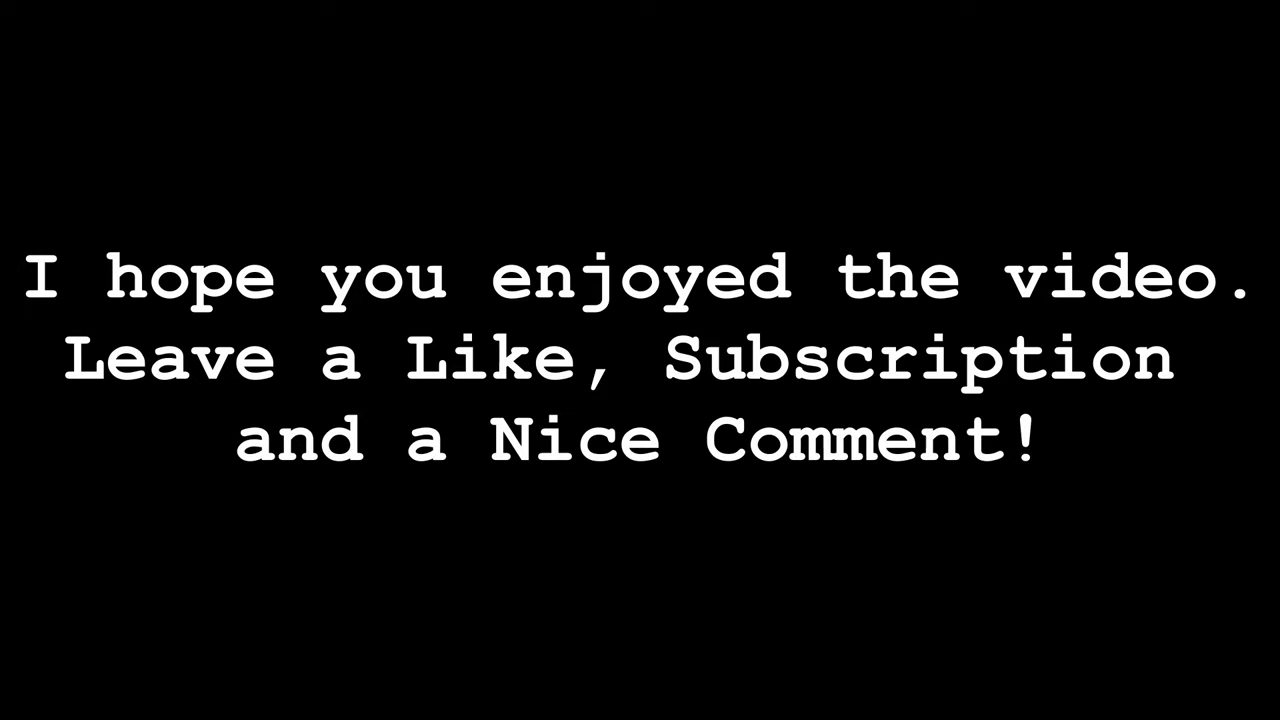 I hope you enjoyed the video.
Leave a Like, Subscription
and a Nice Comment!